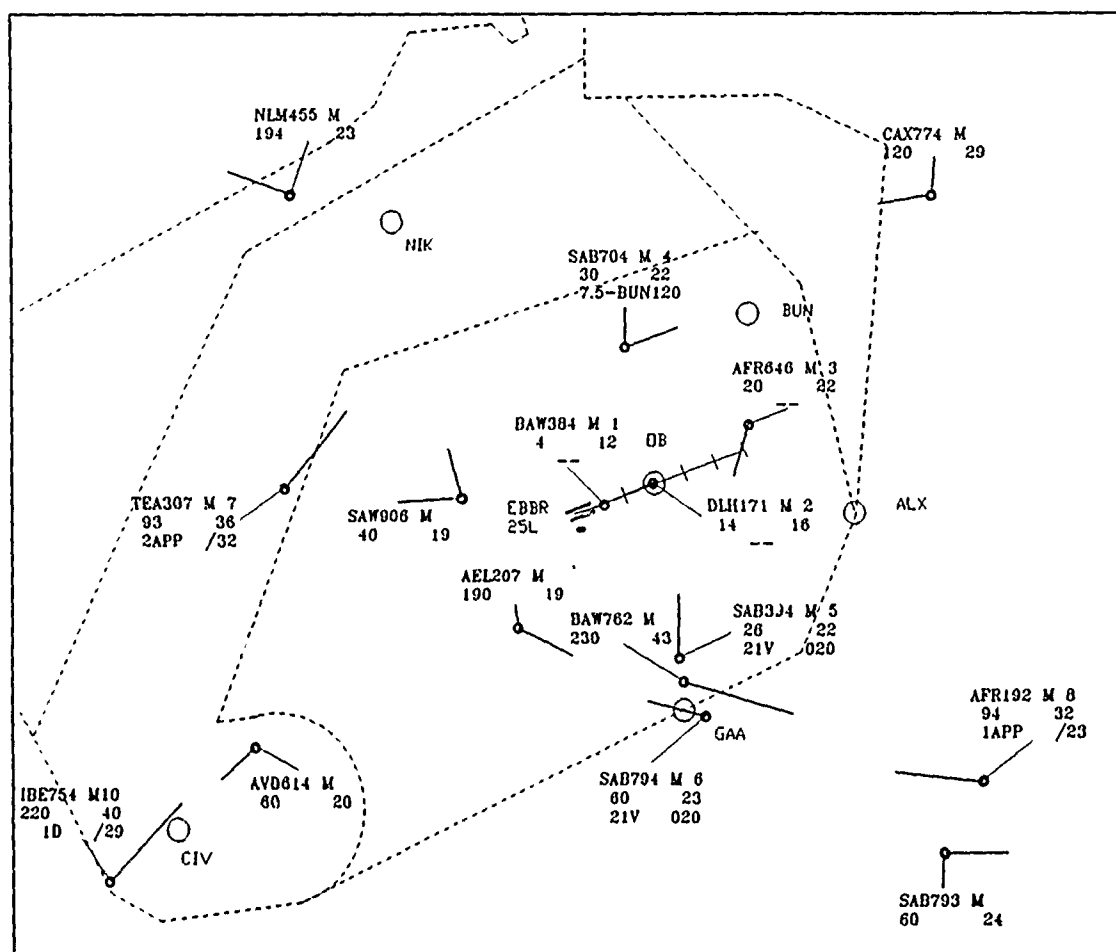 NLM455 M
194 23
CAX774 M
120 29
NIK
SAB704 M 4
30 22
7.5-BUN120
BUN
AFR646 M 3
20 22
--
BAW384 M 1
4 12
--
OB
TEA307 M 7
93 36
2APP /32
SAW906 M
40 19
EBBR
25L
DLH171 M 2
14 16
--
ALX
AEL207 M
190 19
BAW762 M
230 43
SAB394 M 5
26 22
21V 020
GAA
AFR192 M 8
94 32
1APP /23
IBE754 M10
220 40
1D /29
AVD614 M
60 20
CIV
SAB794 M 6
60 23
21V 020
SAB793 M
60 24